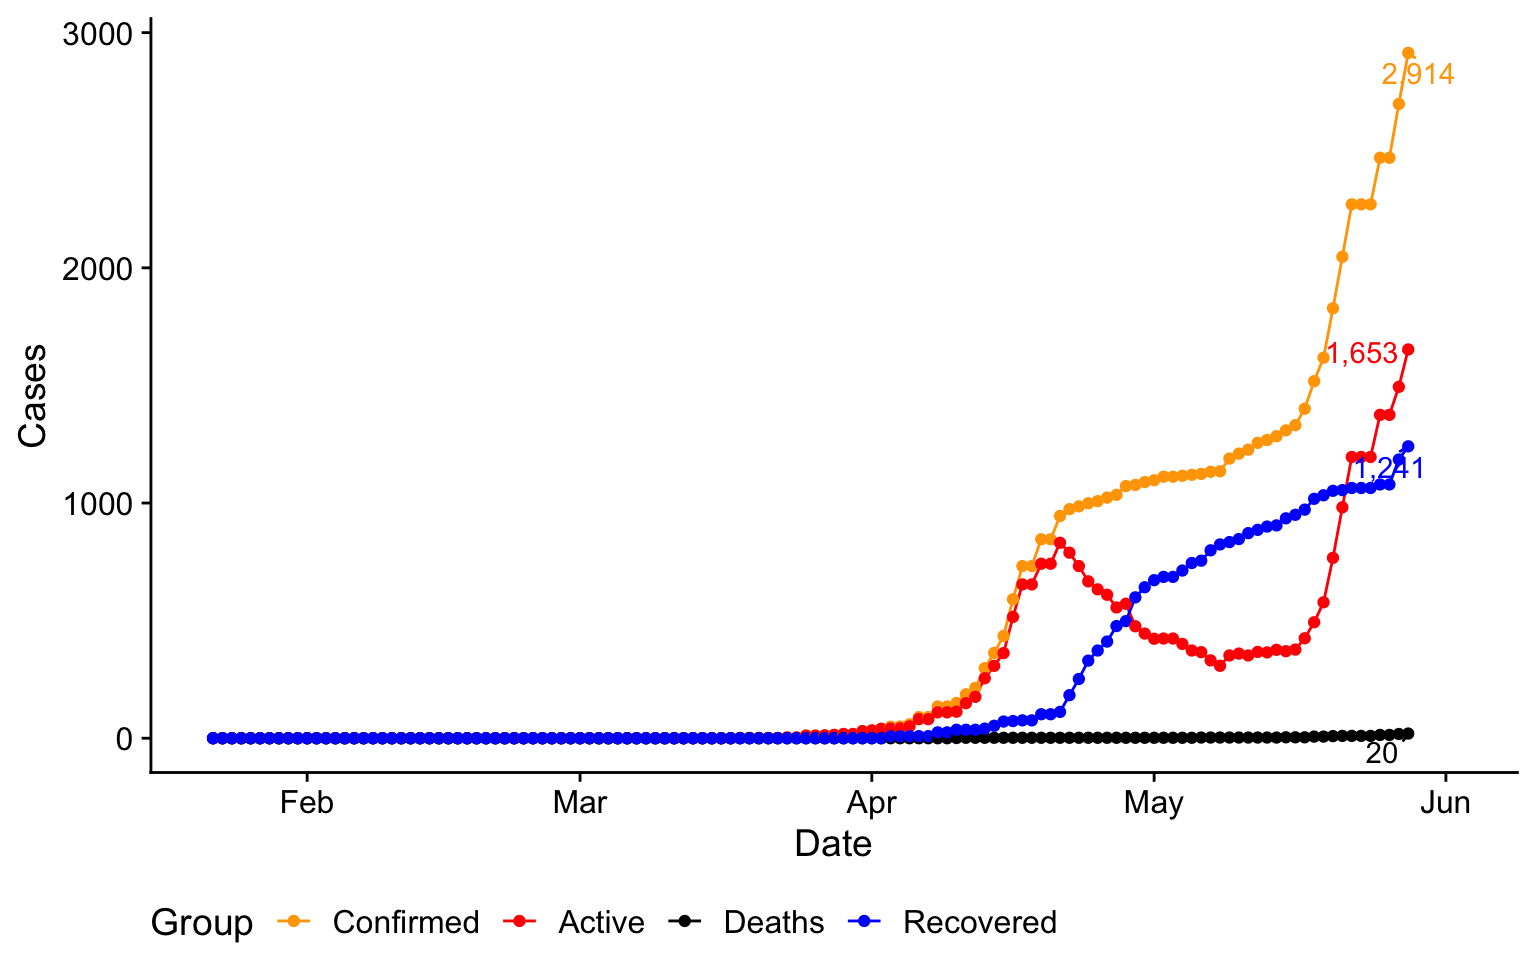 3000
2,914
2000
1,653
1,241
1000
0
20
Cases
Feb Mar Apr May Jun
Date
Group Confirmed Active Deaths Recovered